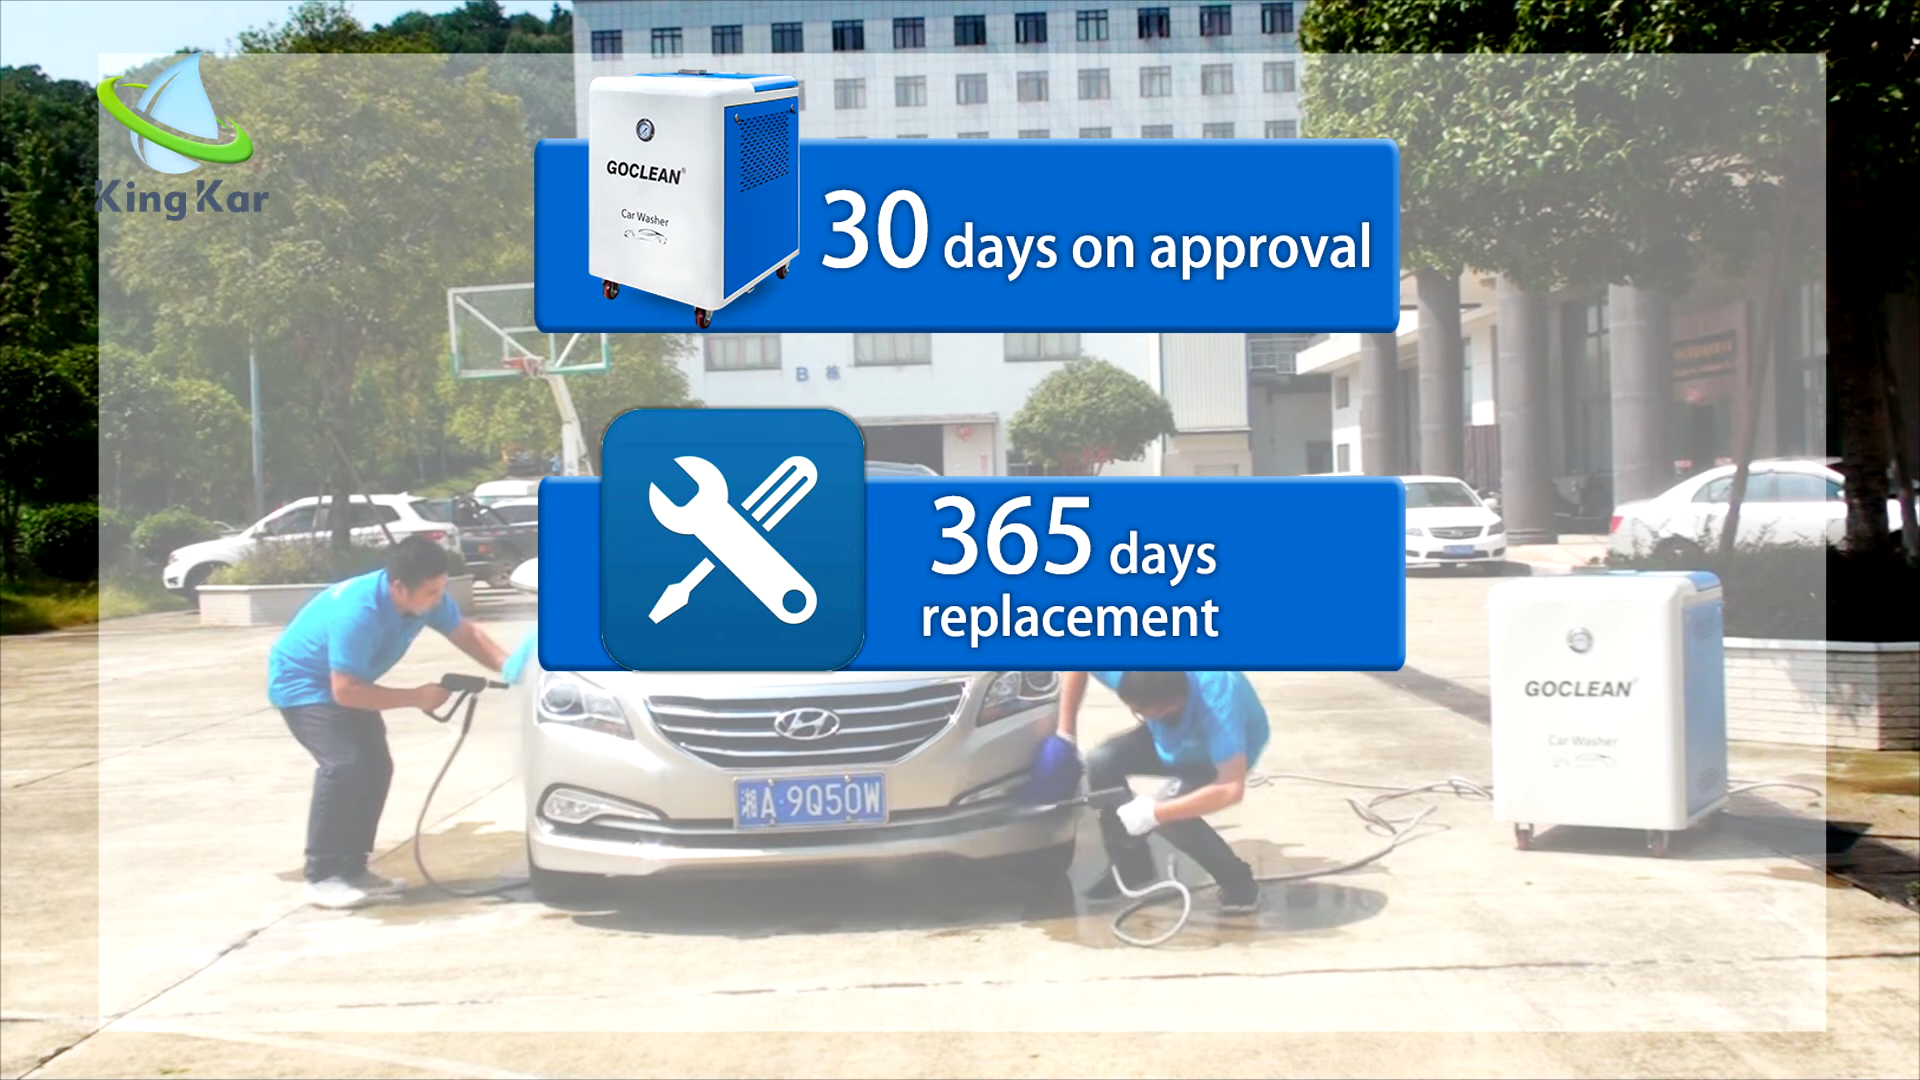 King Kar
GOCLEAN®
Car Washer
30 days on approval
B 栋
365 days
replacement
GOCLEAN®
Car Washer
湘A·9Q50W